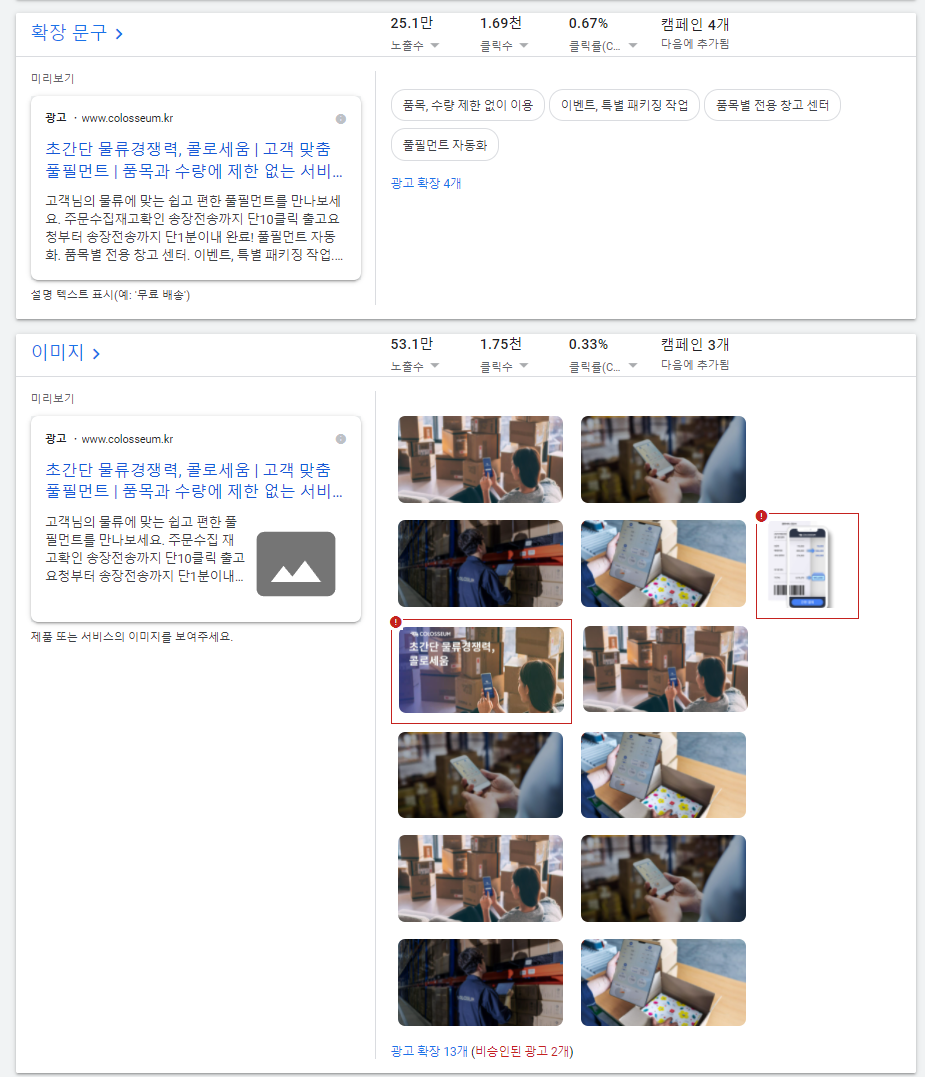 확장 문구
25.1만
노출수
1.69천
클릭수
0.67%
클릭률(C...
캠페인 4개
다음에 추가됨
미리보기
광고 · www.colosseum.kr
초간단 물류경쟁력, 콜로세움 | 고객 맞춤
풀필먼트 | 품목과 수량에 제한 없는 서비...
고객님의 물류에 맞는 쉽고 편한 풀필먼트를 만나보세
요. 주문수집재고확인 송장전송까지 단10클릭 출고요
청부터 송장전송까지 단1분이내 완료! 풀필먼트 자동
화. 품목별 전용 창고 센터. 이벤트, 특별 패키징 작업....
설명 텍스트 표시(예: '무료 배송')
품목, 수량 제한 없이 이용
이벤트, 특별 패키징 작업
품목별 전용 창고 센터
풀필먼트 자동화
광고 확장 4개
이미지
53.1만
노출수
1.75천
클릭수
0.33%
클릭률(C...
캠페인 3개
다음에 추가됨
미리보기
광고 · www.colosseum.kr
초간단 물류경쟁력, 콜로세움 | 고객 맞춤
풀필먼트 | 품목과 수량에 제한 없는 서비...
고객님의 물류에 맞는 쉽고 편한 풀
필먼트를 만나보세요. 주문수집 재
고확인 송장전송까지 단10클릭 출고
요청부터 송장전송까지 단1분이내...
제품 또는 서비스의 이미지를 보여주세요.
COLOSSEUM
초간단 물류경쟁력,
콜로세움
광고 확장 13개 (비승인된 광고 2개)